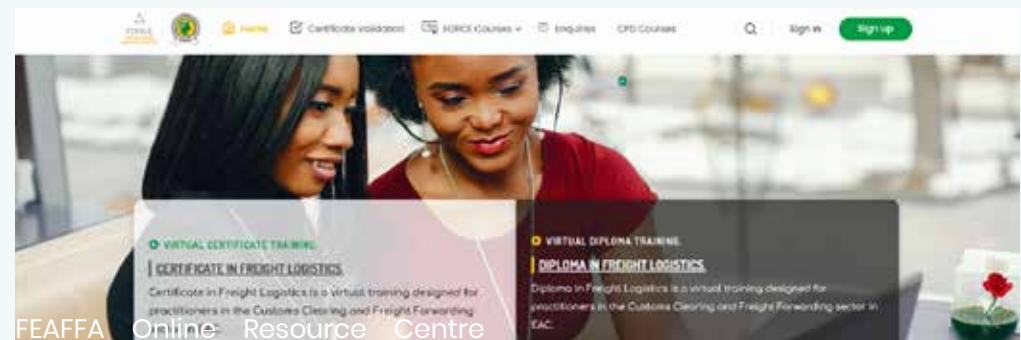 Home Certificate validation FORCE Courses Enquiries CPD Courses Sign in Sign up
VIRTUAL CERTIFICATE TRAINING.
CERTIFICATE IN FREIGHT LOGISTICS.
Certificate in Freight Logistics is a virtual training designed for
practitioners in the Customs Clearing and Freight Forwarding
VIRTUAL DIPLOMA TRAINING.
DIPLOMA IN FREIGHT LOGISTICS.
Diploma in Freight Logistics is a virtual training designed for
practitioners in the Customs Clearing and Freight Forwarding sector in
EAC.
FEAFFA Online Resource Centre